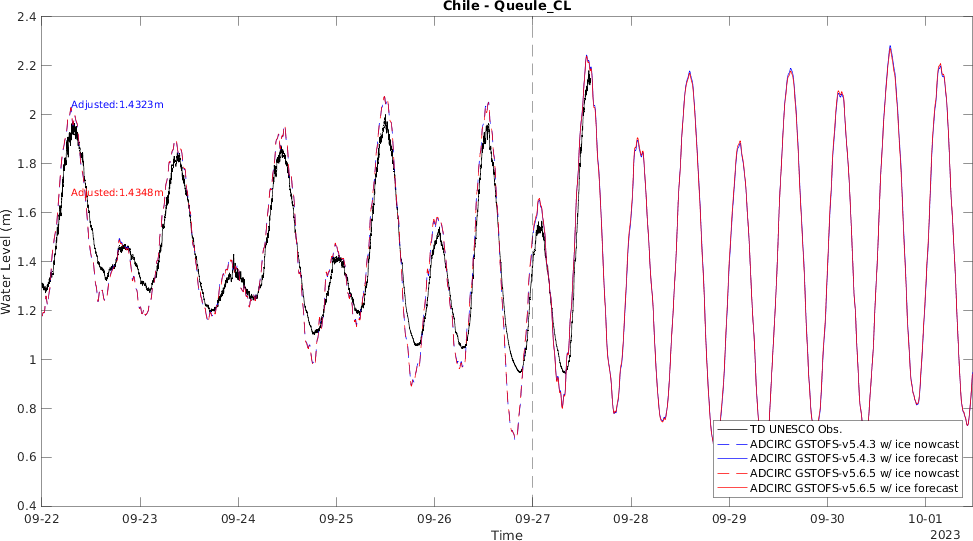 Chile - Queule_CL
2.4
2.2
2
1.8
1.6
1.4
1.2
1
0.8
0.6
0.4
Water Level (m)
Adjusted:1.4323m
Adjusted:1.4348m
TD UNESCO Obs.
ADCIRC GSTOFS-v5.4.3 w/ ice nowcast
ADCIRC GSTOFS-v5.4.3 w/ ice forecast
ADCIRC GSTOFS-v5.6.5 w/ ice nowcast
ADCIRC GSTOFS-v5.6.5 w/ ice forecast
09-22 09-23 09-24 09-25 09-26 09-27 09-28 09-29 09-30 10-01
Time
2023